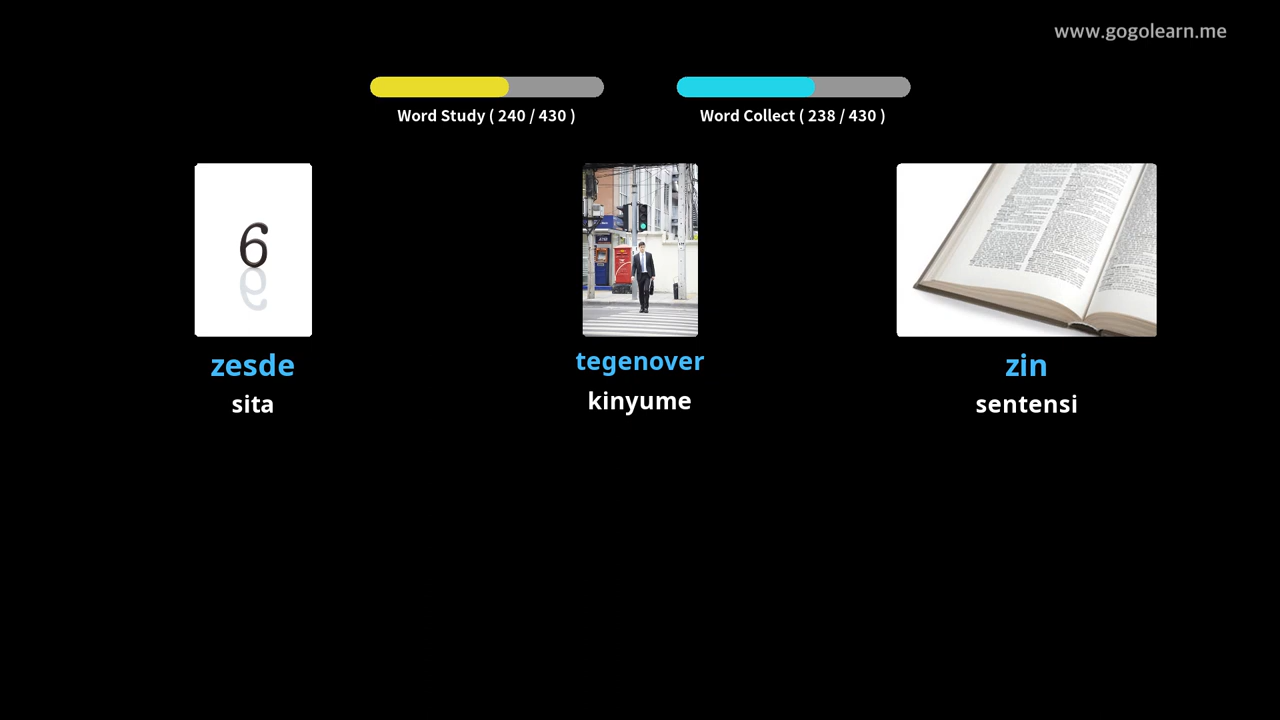 www.gogolearn.me
Word Study ( 240 / 430 )
Word Collect ( 238 / 430 )
6
zesde
sita
tegenover
kinyume
zin
sentensi